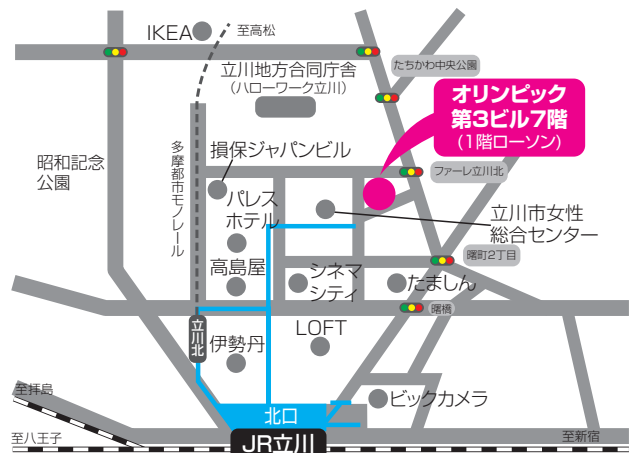 IKEA
至高松
立川地方合同庁舎
(ハローワーク立川)
たちかわ中央公園
オリンピック
第3ビル7階
(1階ローソン)
昭和記念
公園
多摩都市モノレール
損保ジャパンビル
ファーレ立川北
パレス
ホテル
立川市女性
総合センター
曙町2丁目
高島屋
シネマ
シティ
たましん
曙橋
立川北
伊勢丹
LOFT
至拝島
ビックカメラ
北口
至八王子
JR立川
至新宿